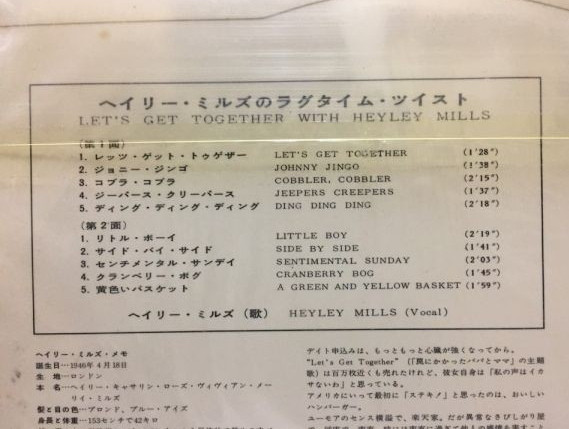 ヘイリー・ミルズのラグタイム・ツイスト
LET'S GET TOGETHER WITH HEYLEY MILLS
(第1面)
1. レッツ・ゲット・トゥゲザー LET'S GET TOGETHER (1'28")
2. ジョニー・ジンゴ JOHNNY JINGO (1'38")
3. コブラ・コブラ COBBLER, COBBLER (2'15")
4. ジーパース・クリーパース JEEPERS CREEPERS (1'37")
5. ディング・ディング・ディング DING DING DING (2'18")
(第2面)
1. リトル・ボーイ LITTLE BOY (2'19")
2. サイド・バイ・サイド SIDE BY SIDE (1'41")
3. センチメンタル・サンデイ SENTIMENTAL SUNDAY (2'03")
4. クランベリー・ボグ CRANBERRY BOG (1'45")
5. 黄色いバスケット A GREEN AND YELLOW BASKET (1'59")
ヘイリー・ミルズ (歌) HEYLEY MILLS (Vocal)
ヘイリー・ミルズ・メモ
誕生日…1946年4月18日
生地…ロンドン
本名…ヘイリー・キャサリン・ローズ・ヴィヴィアン・メー
リイ・ミルズ
髪と目の色…ブロンド、ブルー・アイズ
身長と体重…153センチで42キロ
デイト申込みは、もっともっと心臓が強くなってから。
"Let's Get Together" (「罠にかかったパパとママ」の主題
歌) は百万枚近くも売れたけれど、彼女自身は「私の声はイカ
サないわ」と思っている。
アメリカにいって最初に「ステキノ」と思ったのは、おいしい
ハンバーガー。
ユーモアのセンス横溢で、楽天家。だが異常なさびしがり屋